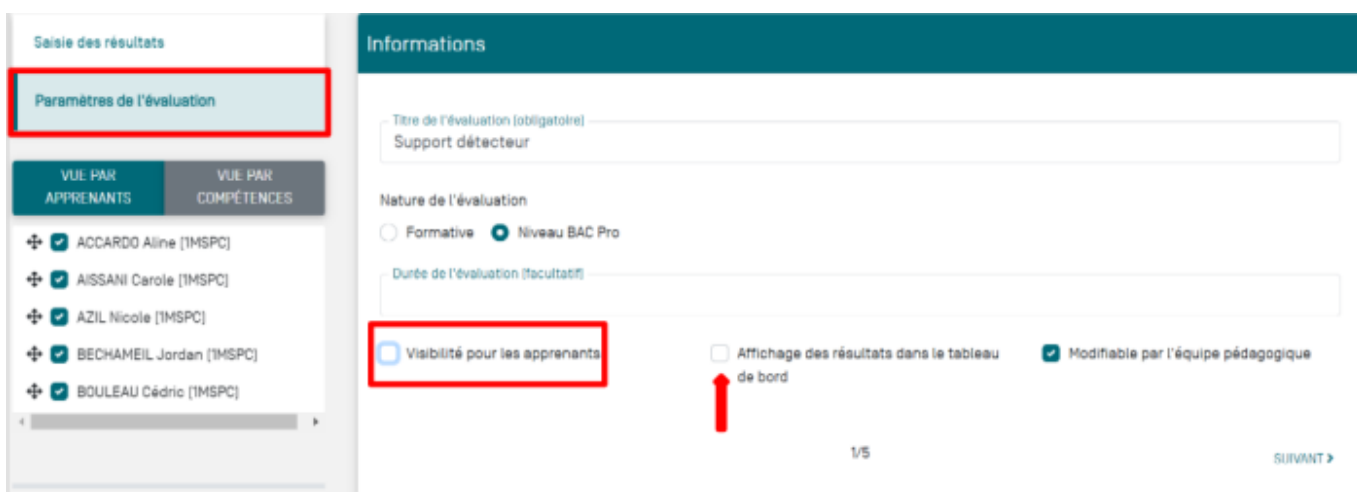 Saisie des résultats
Paramètres de l'évaluation
VUE PAR APPRENANTS
VUE PAR COMPÉTENCES
ACCARDO Aline [1MSPC]
AISSANI Carole [1MSPC]
AZIL Nicole [1MSPC]
BECHAMEIL Jordan [1MSPC]
BOULEAU Cédric [1MSPC]
Informations
Titre de l'évaluation (obligatoire)
Support détecteur
Nature de l'évaluation
Formative
Niveau BAC Pro
Durée de l'évaluation (facultatif)
Visibilité pour les apprenants
Affichage des résultats dans le tableau
de bord
Modifiable par l'équipe pédagogique
1/5
SUIVANT >